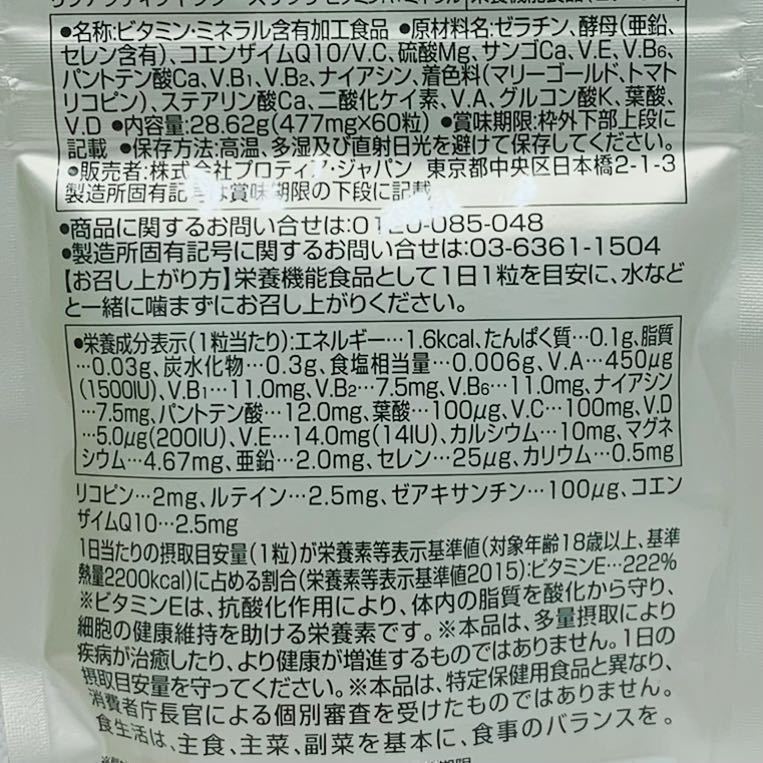 ●名称:ビタミン・ミネラル含有加工食品 ●原材料名:ゼラチン、酵母(亜鉛、
セレン含有)、コエンザイムQ10/V.C、硫酸Mg、サンゴCa、V.E、V.B6、
パントテン酸Ca、V.B1、V.B2、ナイアシン、着色料(マリーゴールド、トマト
リコピン)、ステアリン酸Ca、二酸化ケイ素、V.A、グルコン酸K、葉酸、
V.D ●内容量:28.62g(477mg×60粒) ●賞味期限:枠外下部上段に
記載 ●保存方法:高温、多湿及び直射日光を避けて保存してください。
●販売者:株式会社プロティア・ジャパン 東京都中央区日本橋2-1-3
製造所固有記号は賞味期限の下段に記載
●商品に関するお問い合せは:0120-085-048
●製造所固有記号に関するお問い合せは:03-6361-1504
【お召し上がり方】栄養機能食品として1日1粒を目安に、水など
と一緒に噛まずにお召し上がりください。
●栄養成分表示(1粒当たり):エネルギー…1.6kcal、たんぱく質…0.1g、脂質
…0.03g、炭水化物…0.3g、食塩相当量…0.006g、V.A…450μg
(1500IU)、V.B1…11.0mg、V.B2…7.5mg、V.B6…11.0mg、ナイアシン
…7.5mg、パントテン酸…12.0mg、葉酸…100μg、V.C…100mg、V.D
…5.0μg(200IU)、V.E…14.0mg(14IU)、カルシウム…10mg、マグネ
シウム…4.67mg、亜鉛…2.0mg、セレン…25μg、カリウム…0.5mg
リコピン…2mg、ルテイン…2.5mg、ゼアキサンチン…100μg、コエン
ザイムQ10…2.5mg
1日当たりの摂取目安量(1粒)が栄養素等表示基準値(対象年齢18歳以上、基準
熱量2200kcal)に占める割合(栄養素等表示基準値2015):ビタミンE…222%
※ビタミンEは、抗酸化作用により、体内の脂質を酸化から守り、
細胞の健康維持を助ける栄養素です。※本品は、多量摂取により
疾病が治癒したり、より健康が増進するものではありません。1日の
摂取目安量を守ってください。※本品は、特定保健用食品と異なり、
消費者庁長官による個別審査を受けたものではありません。
食生活は、主食、主菜、副菜を基本に、食事のバランスを。